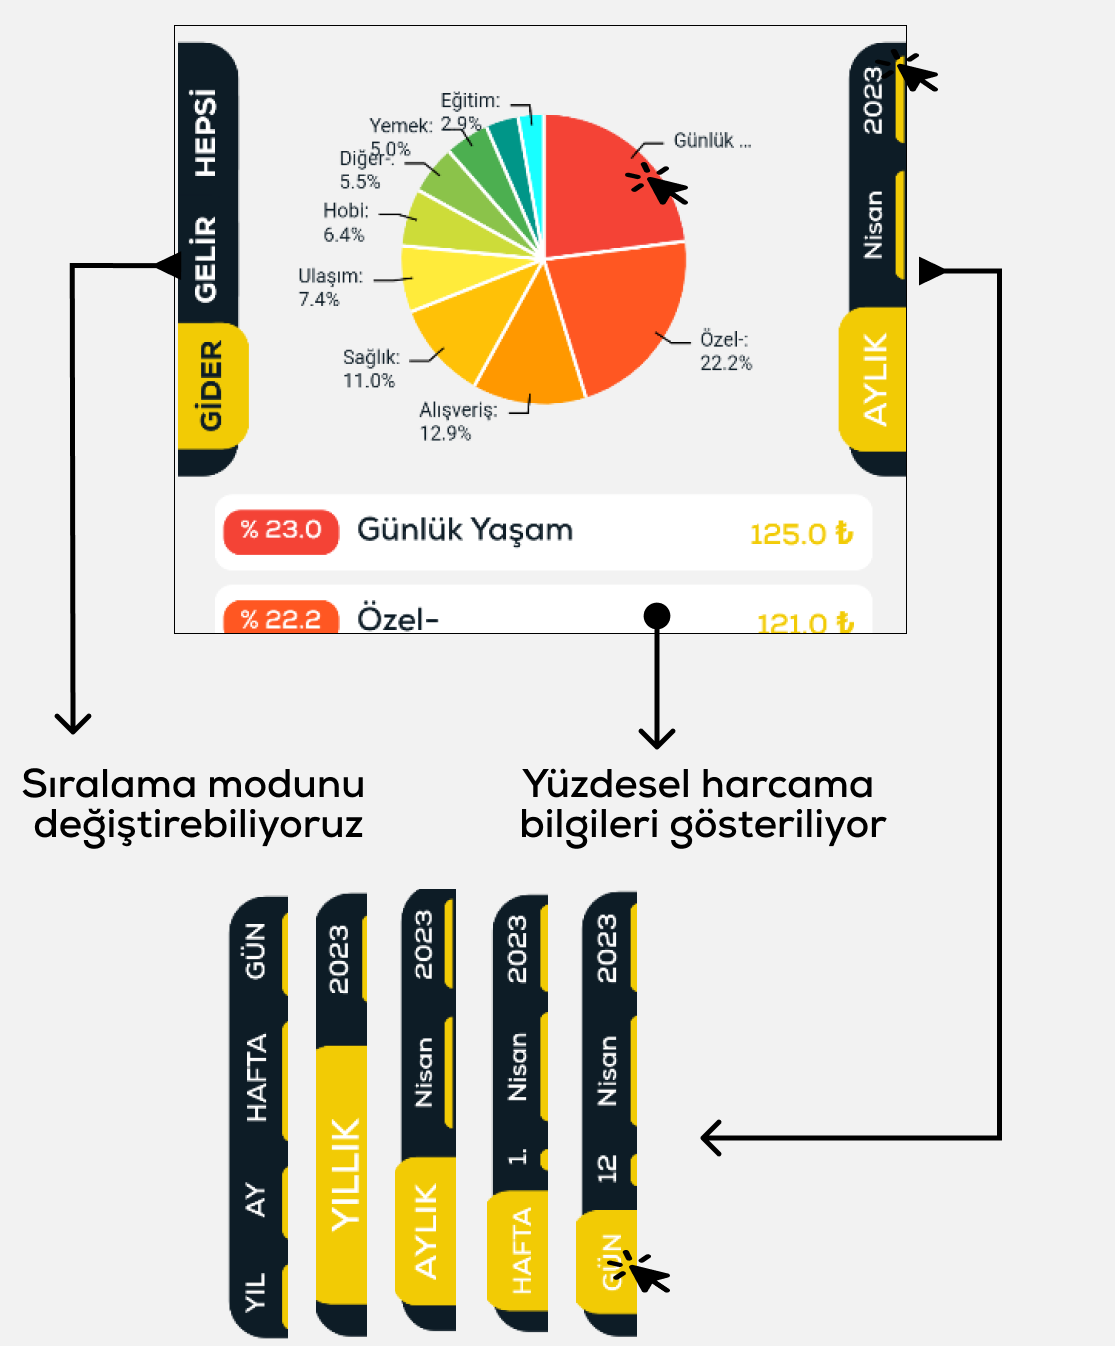 HEPSİ
GELİR
GİDER
Eğitim:
2.9%
Yemek:
5.0%
Diğer-:
5.5%
Hobi:
6.4%
Ulaşım:
7.4%
Sağlık:
11.0%
Alışveriş:
12.9%
Günlük ...
Özel-:
22.2%
2023
Nisan
AYLIK
% 23.0 Günlük Yaşam 125.0 ₺
% 22.2 Özel- 121.0 ₺
Sıralama modunu
değiştirebiliyoruz
Yüzdesel harcama
bilgileri gösteriliyor
GÜN
HAFTA
AY
YIL
2023
YILLIK
2023
Nisan
AYLIK
2023
Nisan
1.
HAFTA
2023
Nisan
12
GÜN